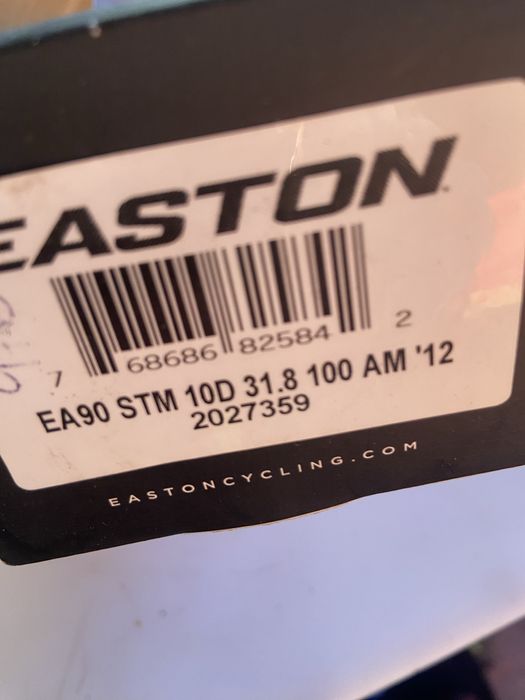 EASTON
7 68686 82584 2
EA90 STM 10D 31.8 100 AM '12
2027359
EASTONCYCLING.COM